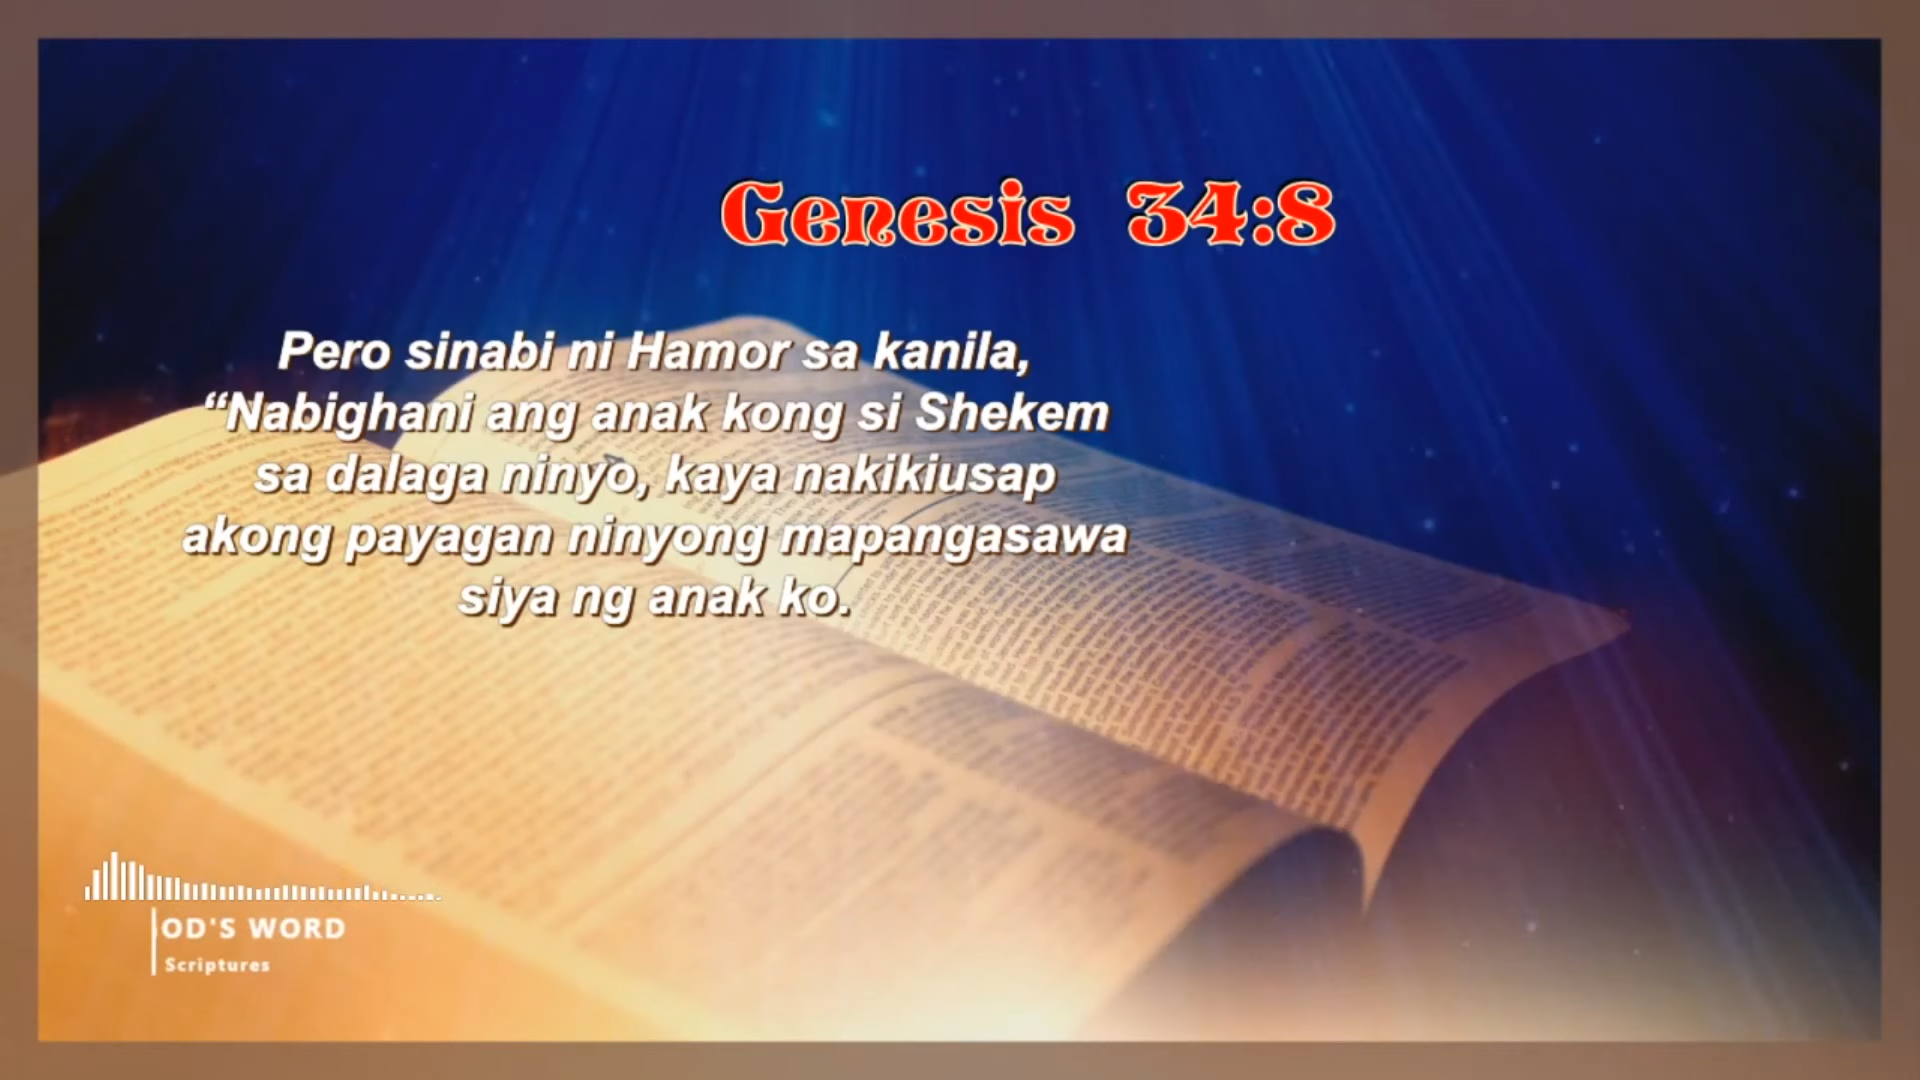 Genesis 34:8
Pero sinabi ni Hamor sa kanila,
“Nabighani ang anak kong si Shekem
sa dalaga ninyo, kaya nakikiusap
akong payagan ninyong mapangasawa
siya ng anak ko.
OD'S WORD
Scriptures